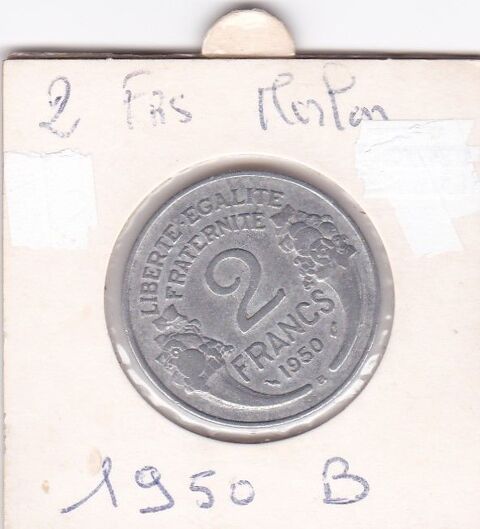 2 FRS Morlon
LIBERTE·EGALITE
FRATERNITE
2
FRANCS
1950
B
1950 B